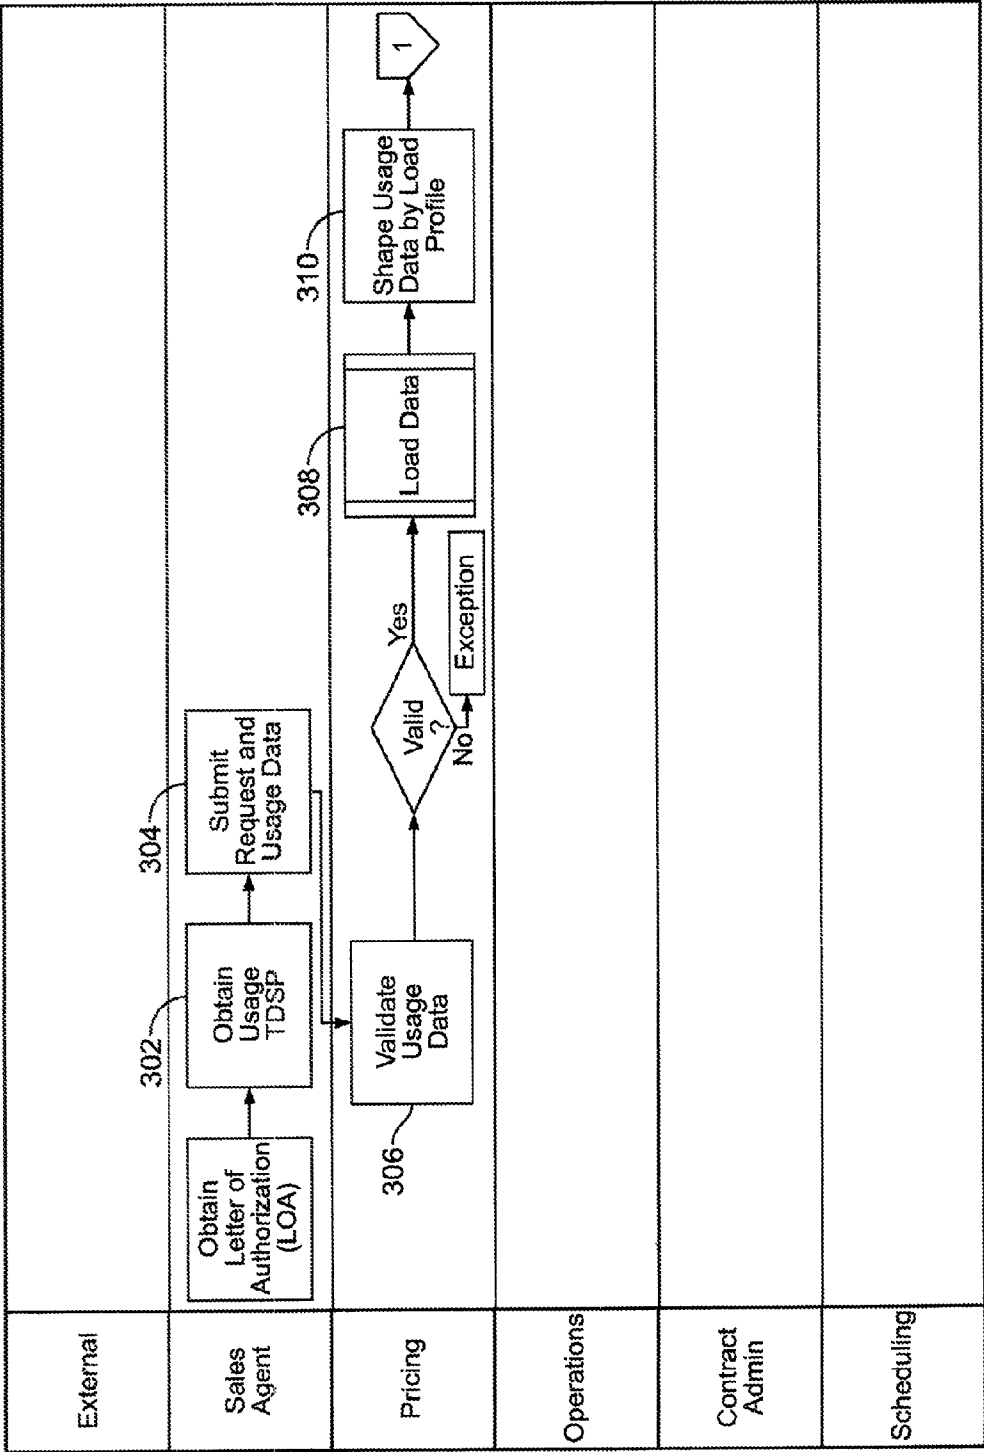 External
Sales
Agent
Obtain
Letter of
Authorization
(LOA)
302
Obtain
Usage
TDSP
304
Submit
Request and
Usage Data
Pricing
306
Validate
Usage
Data
Valid
?
Yes
No
Exception
308
Load Data
310
Shape Usage
Data by Load
Profile
1
Operations
Contract
Admin
Scheduling